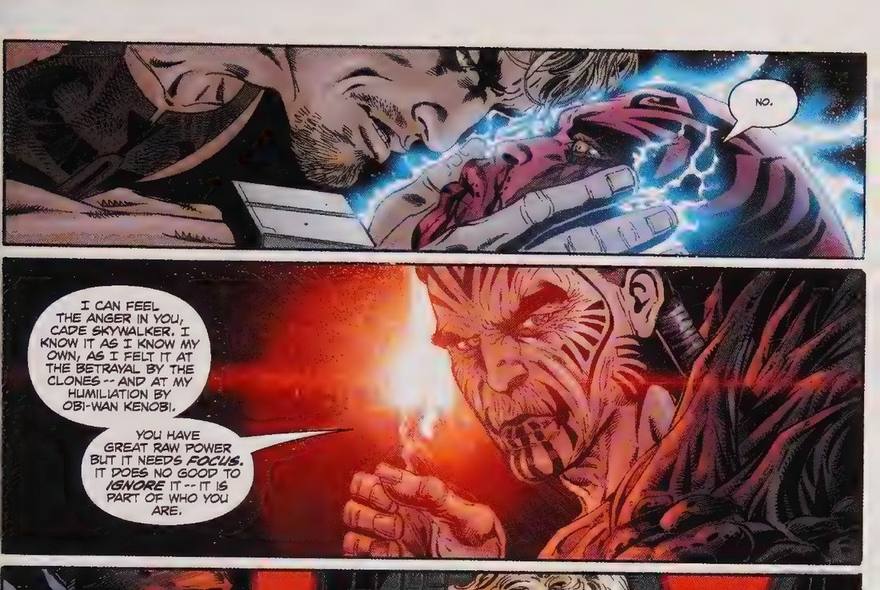 NO.
I CAN FEEL
THE ANGER IN YOU,
CADE SKYWALKER. I
KNOW IT AS I KNOW MY
OWN, AS I FELT IT AT
THE BETRAYAL BY THE
CLONES -- AND AT MY
HUMILIATION BY
OBI-WAN KENOBI.
YOU HAVE
GREAT RAW POWER
BUT IT NEEDS FOCUS.
IT DOES NO GOOD TO
IGNORE IT -- IT IS
PART OF WHO YOU
ARE.